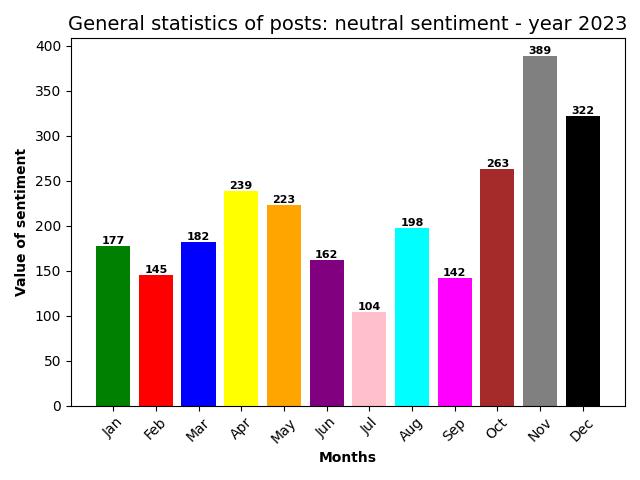 General statistics of posts: neutral sentiment - year 2023
Value of sentiment
400
350
300
250
200
150
100
50
0
177
145
182
239
223
162
104
198
142
263
389
322
Jan
Feb
Mar
Apr
May
Jun
Jul
Aug
Sep
Oct
Nov
Dec
Months